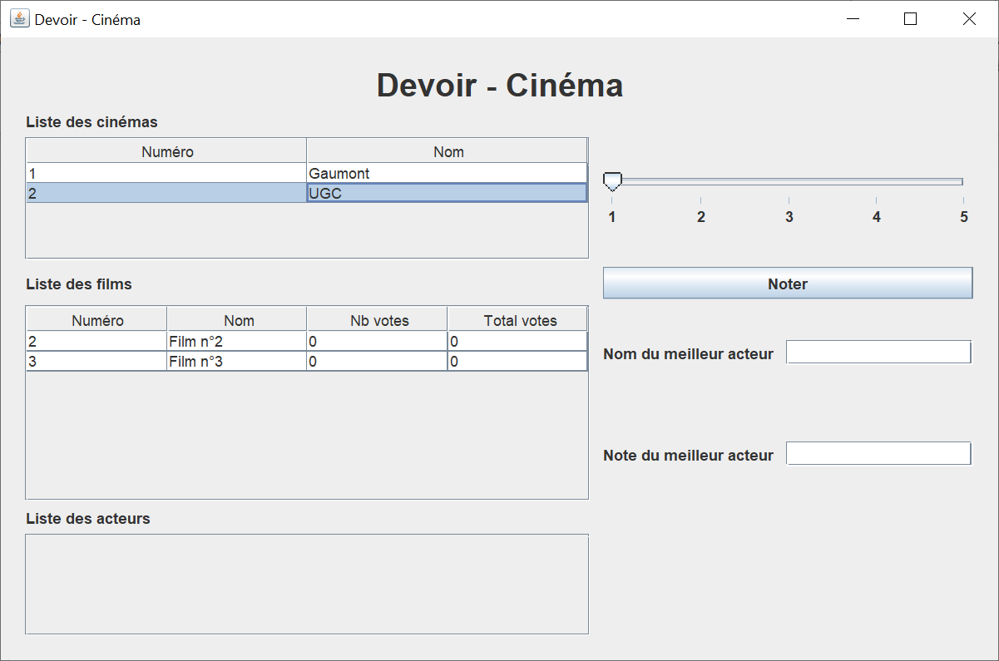 Devoir - Cinéma
Devoir - Cinéma
Liste des cinémas
Numéro Nom
1 Gaumont
2 UGC
1 2 3 4 5
Noter
Liste des films
Numéro Nom Nb votes Total votes
2 Film n°2 0 0
3 Film n°3 0 0
Nom du meilleur acteur
Note du meilleur acteur
Liste des acteurs